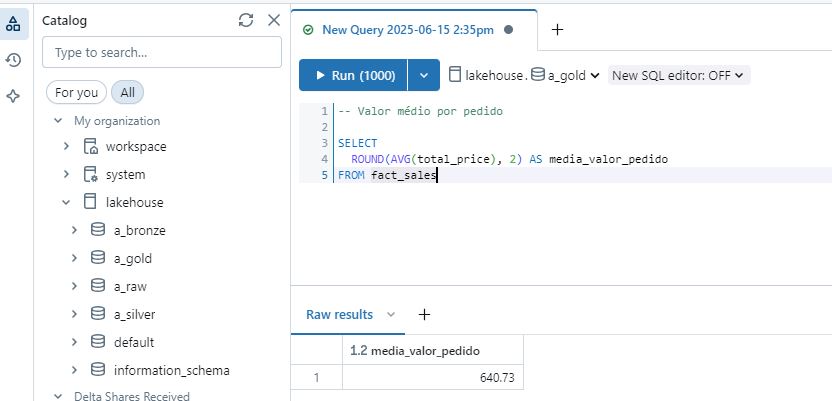 Catalog
Type to search...
For you All
My organization
workspace
system
lakehouse
a_bronze
a_gold
a_raw
a_silver
default
information_schema
Delta Shares Received
New Query 2025-06-15 2:35pm
Run (1000) lakehouse. a_gold New SQL editor: OFF
1 -- Valor médio por pedido
2
3 SELECT
4 ROUND(AVG(total_price), 2) AS media_valor_pedido
5 FROM fact_sales
Raw results
1.2 media_valor_pedido
1 640.73